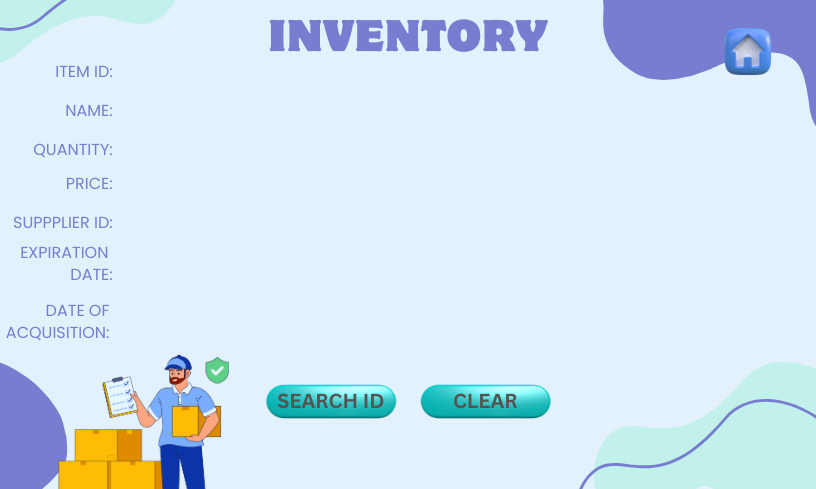 INVENTORY
ITEM ID:
NAME:
QUANTITY:
PRICE:
SUPPPLIER ID:
EXPIRATION
DATE:
DATE OF
ACQUISITION:
SEARCH ID
CLEAR